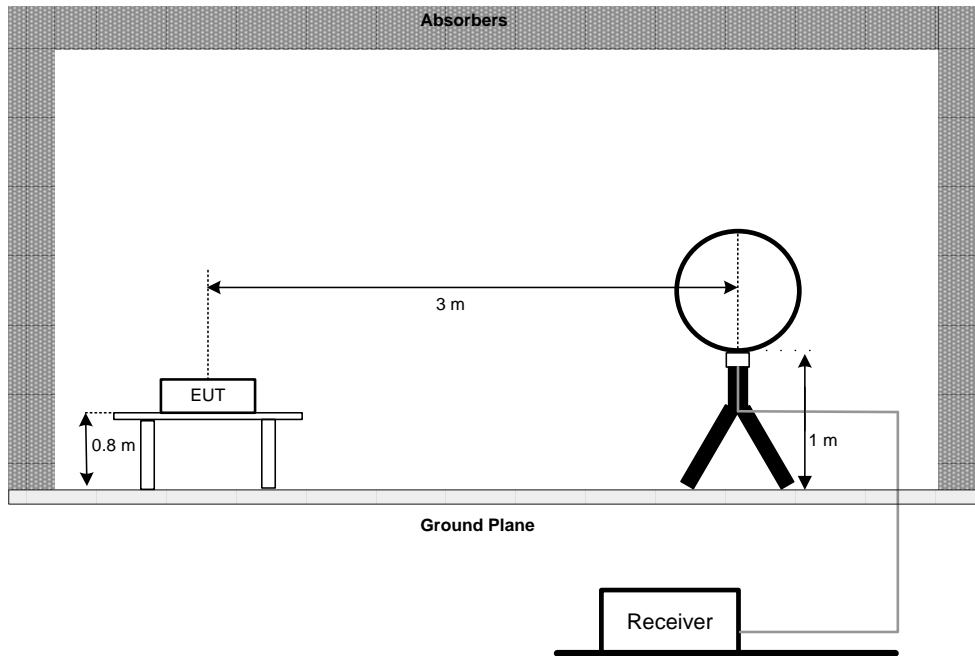 Absorbers
3 m
EUT
0.8 m
1 m
Ground Plane
Receiver